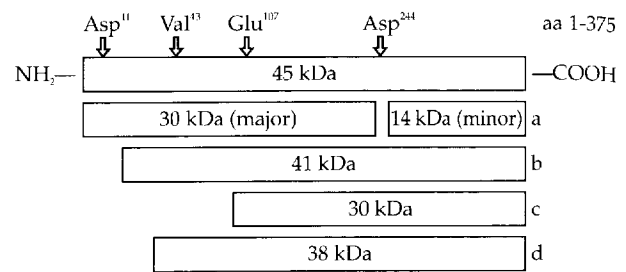 Asp¹¹ Val⁴³ Glu¹⁰⁷ Asp²⁴⁴ aa 1-375
NH₂— 45 kDa —COOH
30 kDa (major) 14 kDa (minor) a
41 kDa b
30 kDa c
38 kDa d